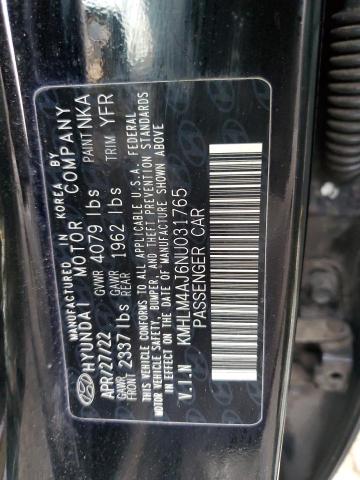 MANUFACTURED IN KOREA BY
HYUNDAI MOTOR COMPANY
APR/27/22 GVWR 4079 lbs PAINT NKA
GAWR FRONT 2387 lbs GAWR REAR 1962 lbs TRIM YFR
THIS VEHICLE CONFORMS TO ALL APPLICABLE U.S.A. FEDERAL
MOTOR VEHICLE SAFETY, BUMPER, AND THEFT PREVENTION
STANDARDS IN EFFECT ON THE DATE OF MANUFACTURE SHOWN ABOVE.
V.I.N KMHLM4AJ6NU031765
PASSENGER CAR